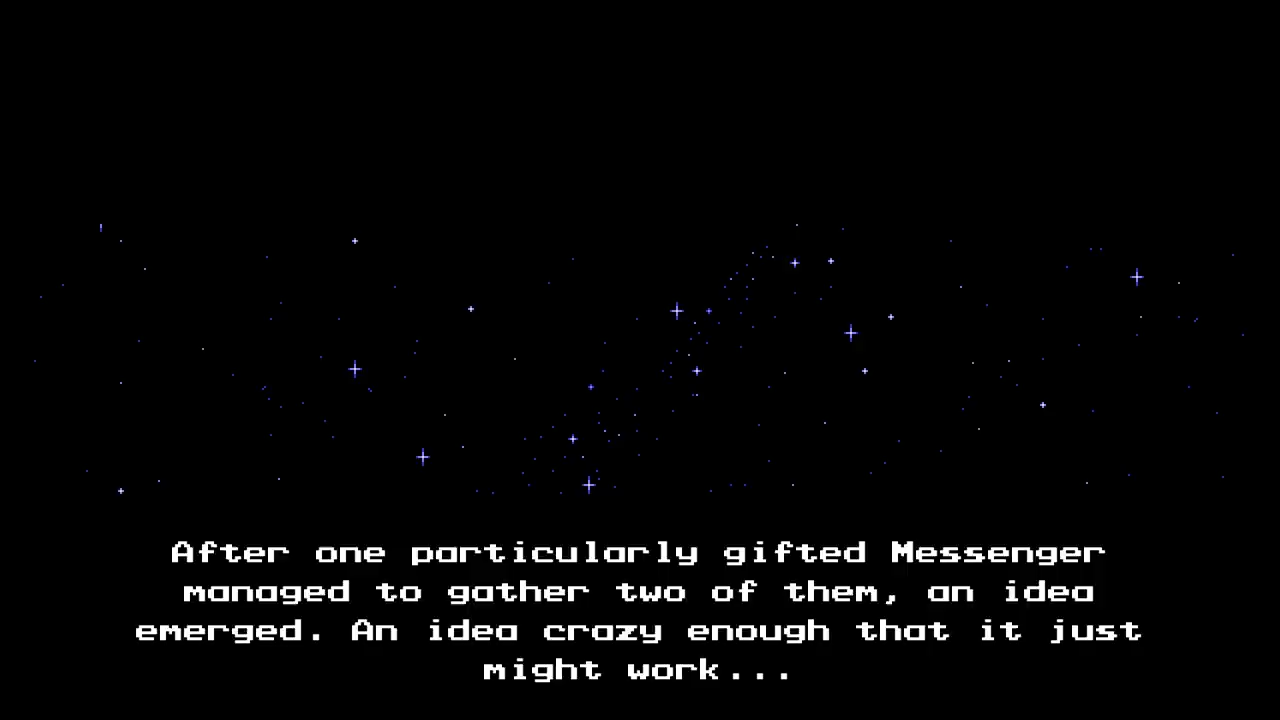 After one particularly gifted Messenger
managed to gather two of them, an idea
emerged. An idea crazy enough that it just
might work...